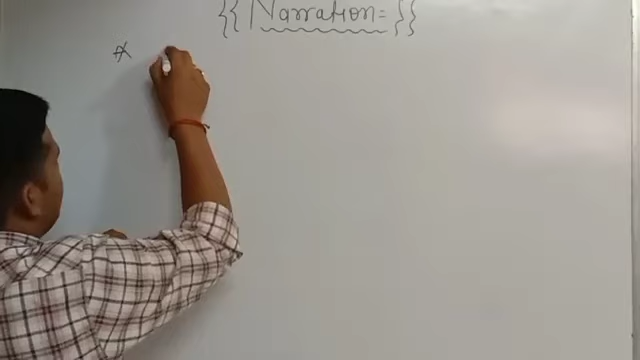 {{ Narration = }}
*